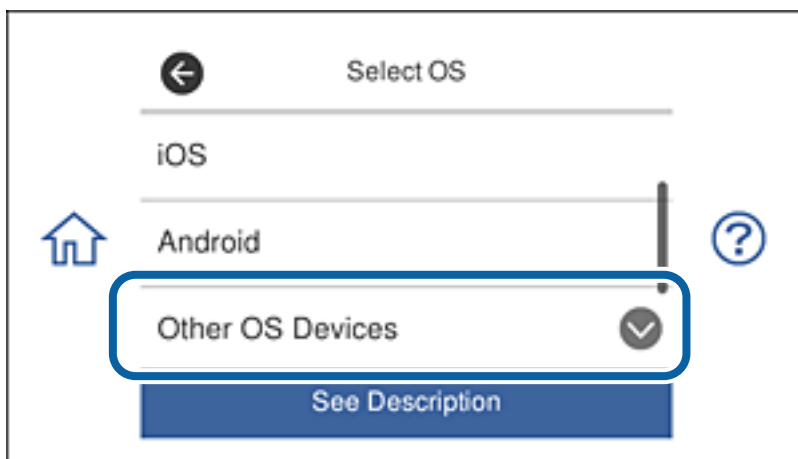 Select OS
iOS
Android
Other OS Devices
See Description